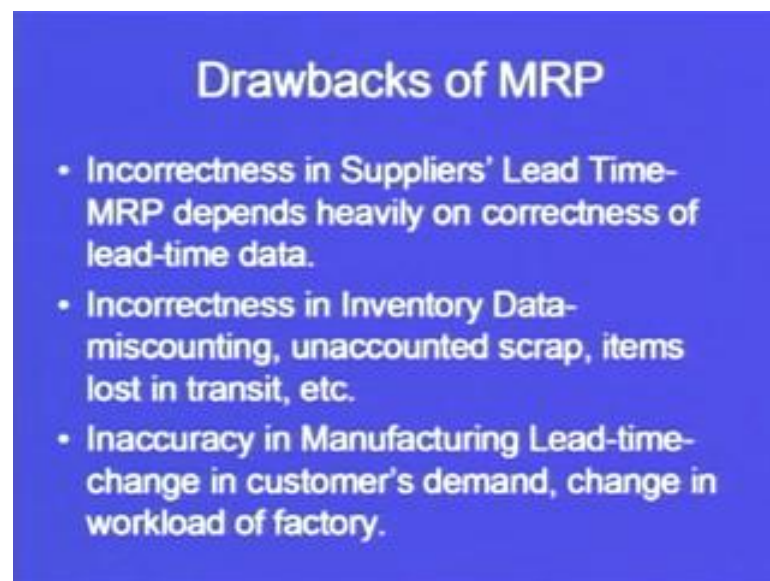 Drawbacks of MRP
• Incorrectness in Suppliers' Lead Time-
MRP depends heavily on correctness of
lead-time data.
• Incorrectness in Inventory Data-
miscounting, unaccounted scrap, items
lost in transit, etc.
• Inaccuracy in Manufacturing Lead-time-
change in customer's demand, change in
workload of factory.